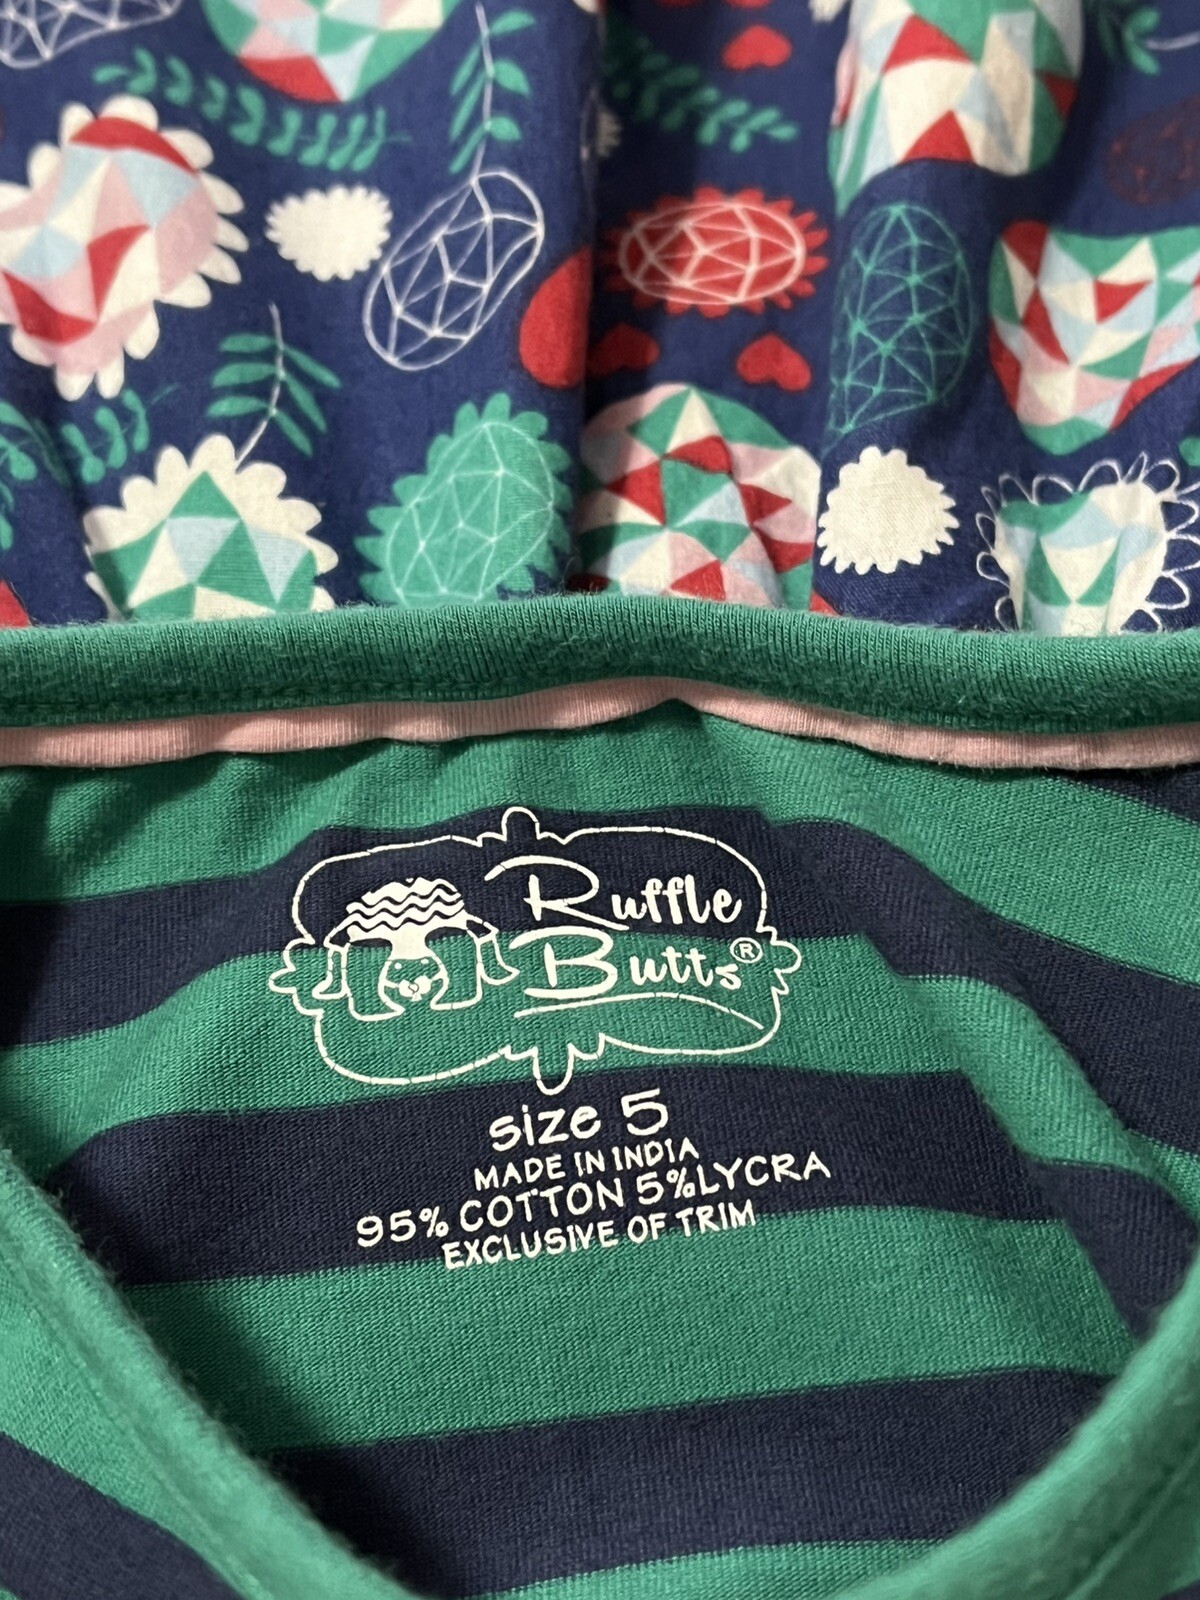 Ruffle
Butts®
size 5
MADE IN INDIA
95% COTTON 5%LYCRA
EXCLUSIVE OF TRIM